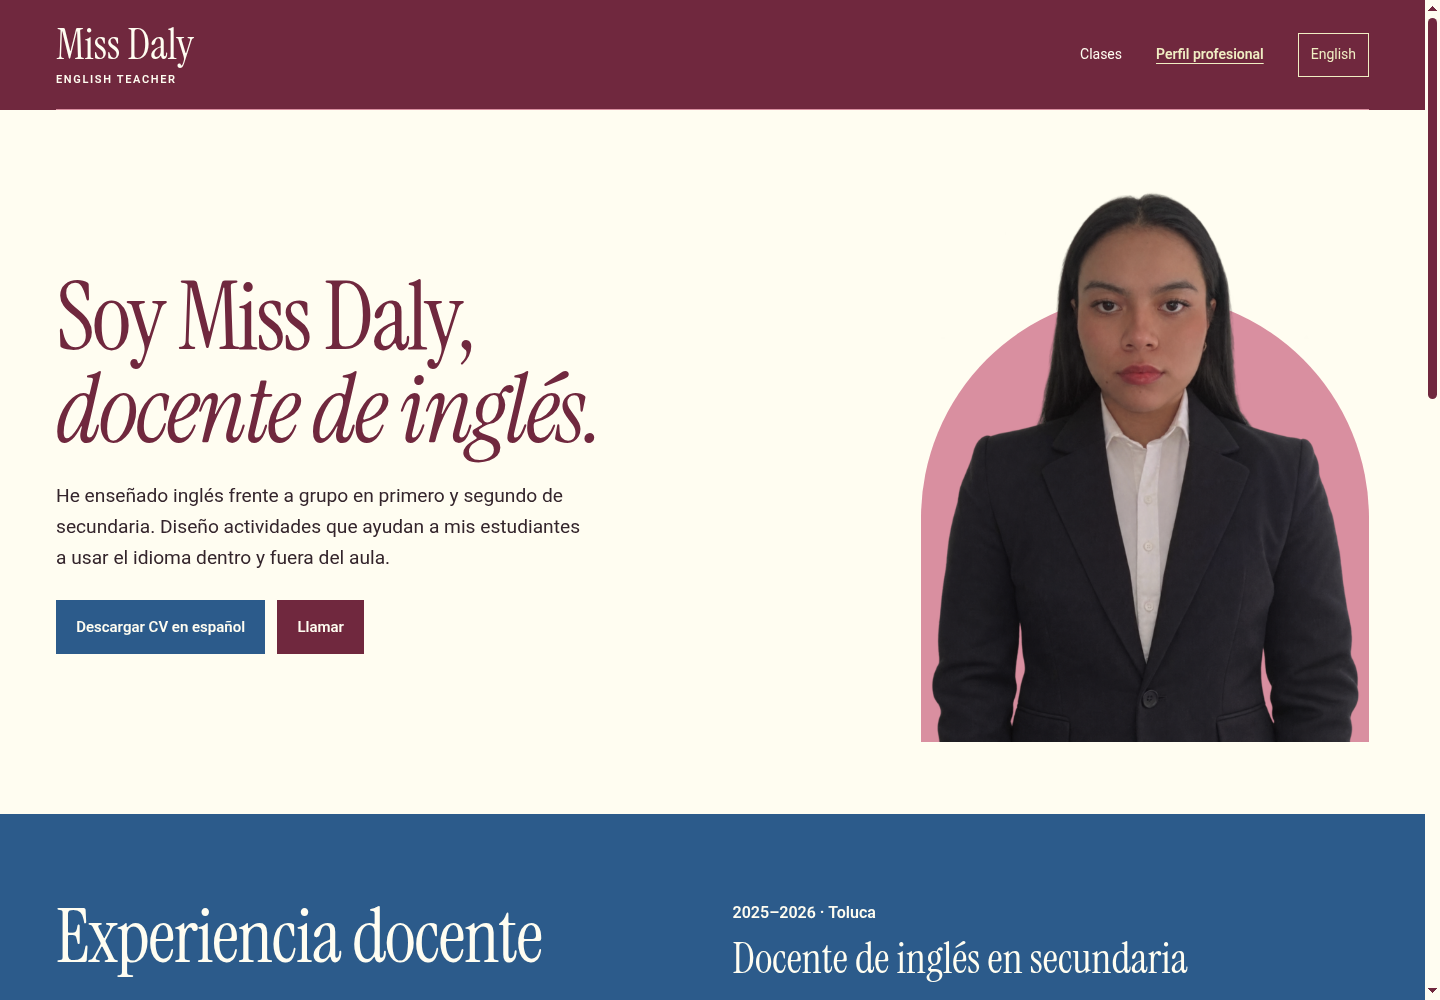 Miss Daly
ENGLISH TEACHER
Clases
Perfil profesional
English
Soy Miss Daly,
docente de inglés.
He enseñado inglés frente a grupo en primero y segundo de
secundaria. Diseño actividades que ayudan a mis estudiantes
a usar el idioma dentro y fuera del aula.
Descargar CV en español
Llamar
Experiencia docente
2025–2026 · Toluca
Docente de inglés en secundaria